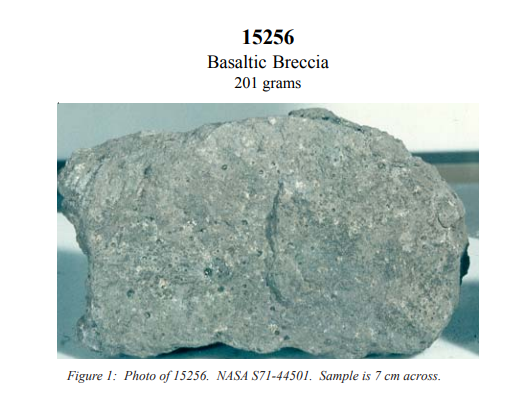 15256
Basaltic Breccia
201 grams
Figure 1:  Photo of 15256.  NASA S71-44501.  Sample is 7 cm across.